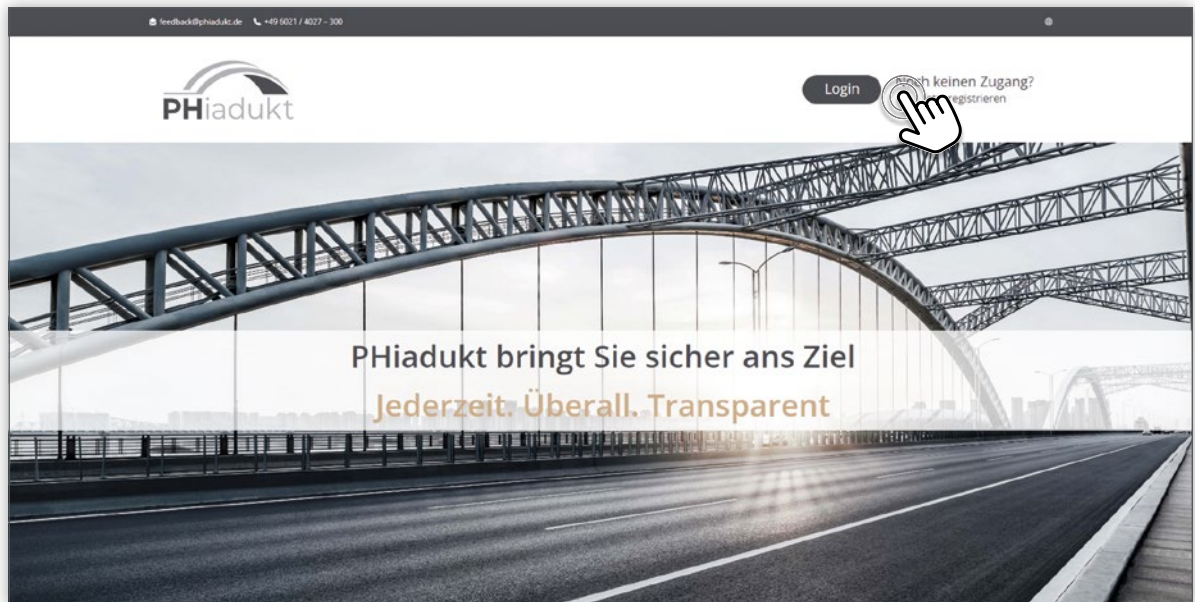 feedback@phiadukt.de +49 6021 / 4027 – 300
PHiadukt
Login
keinen Zugang?
registrieren
PHiadukt bringt Sie sicher ans Ziel
Jederzeit. Überall. Transparent